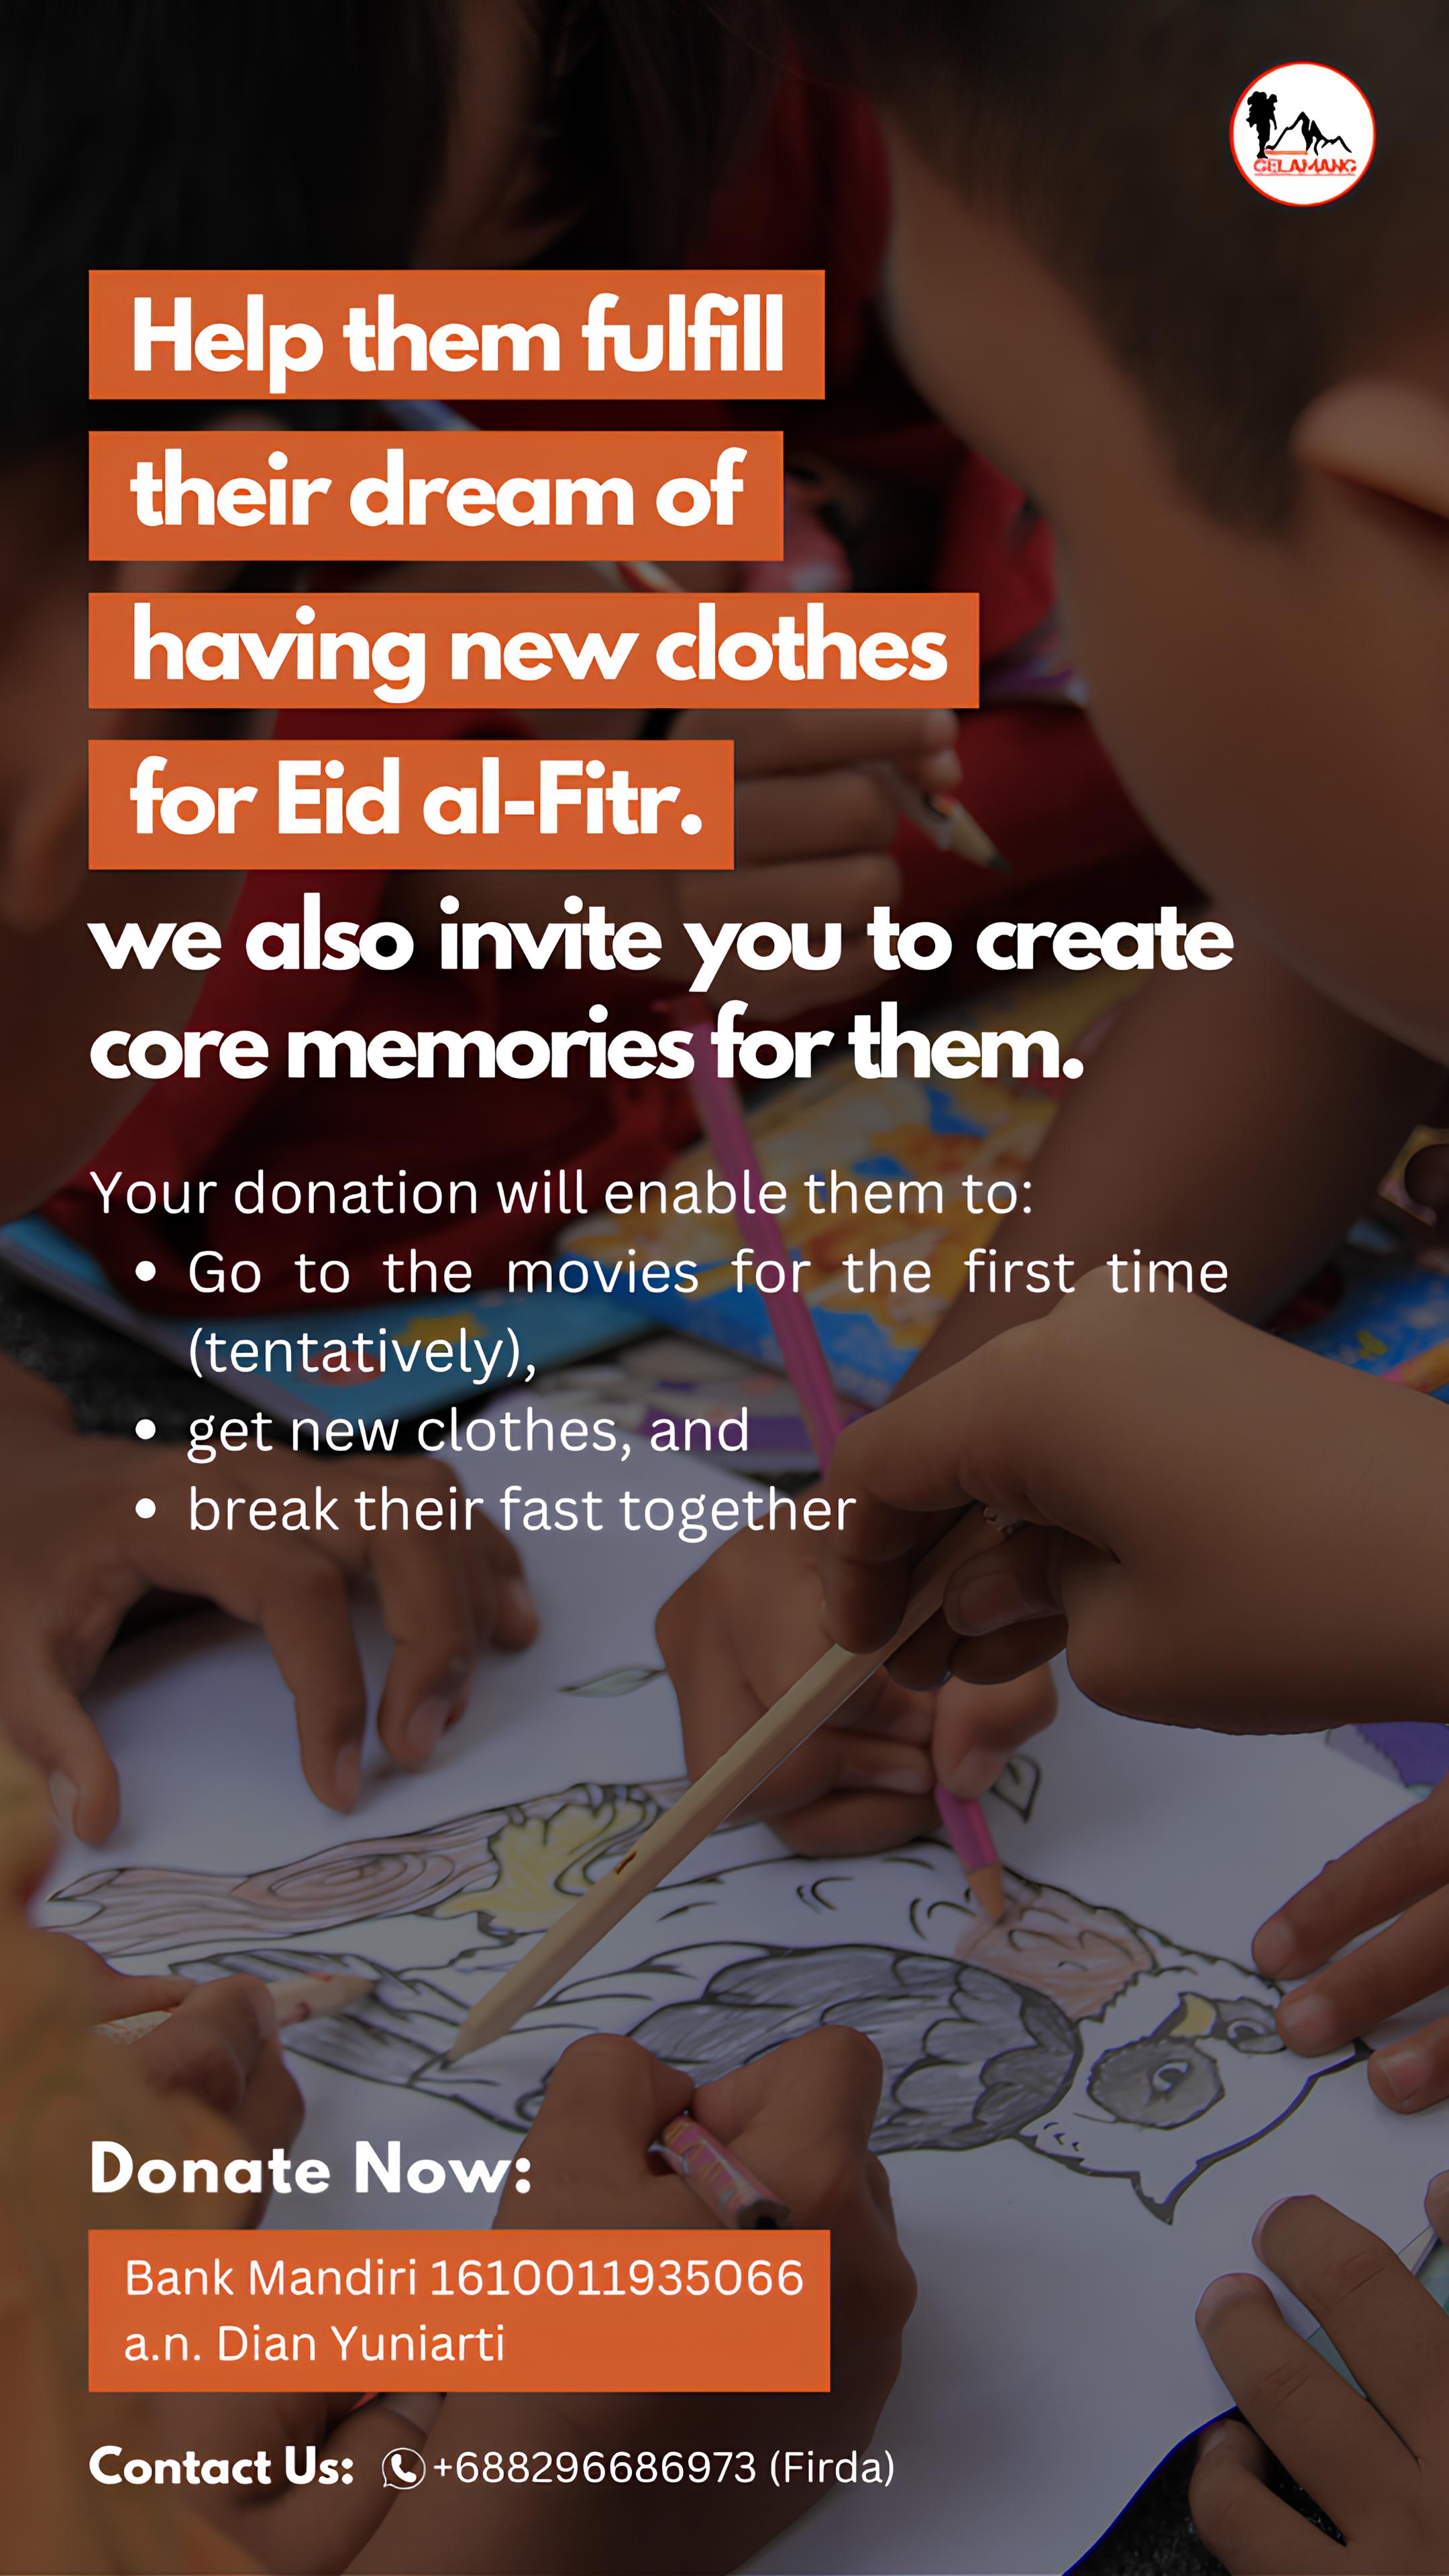 GELAMANG
Help them fulfill
their dream of
having new clothes
for Eid al-Fitr.
we also invite you to create
core memories for them.
Your donation will enable them to:
• Go to the movies for the first time
(tentatively),
• get new clothes, and
• break their fast together
Donate Now:
Bank Mandiri 1610011935066
a.n. Dian Yuniarti
Contact Us: +688296686973 (Firda)